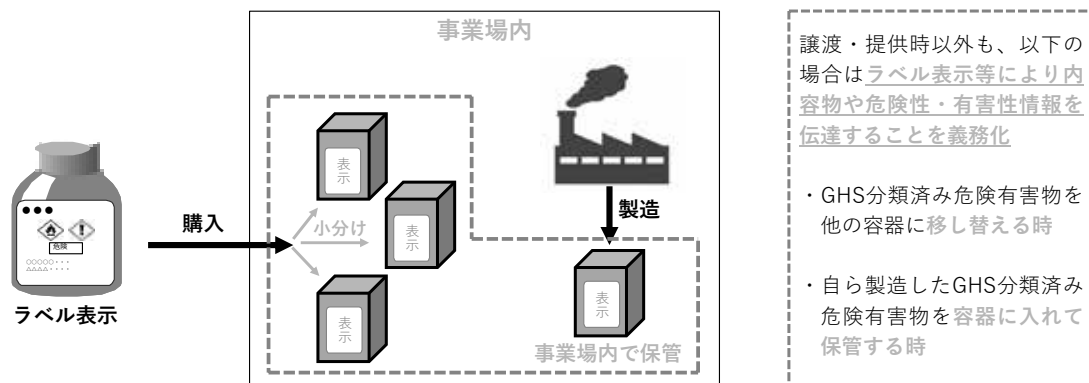 事業場内
表示
表示
表示
小分け
購入
製造
表示
事業場内で保管
●●●
危険
○○○○○・・・
△△△△・・・・
ラベル表示
譲渡・提供時以外も、以下の
場合はラベル表示等により内
容物や危険性・有害性情報を
伝達することを義務化
・GHS分類済み危険有害物を
他の容器に移し替える時
・自ら製造したGHS分類済み
危険有害物を容器に入れて
保管する時